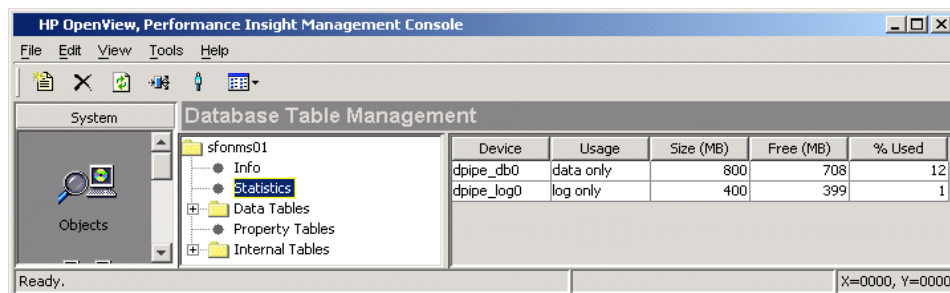 HP OpenView, Performance Insight Management Console
File Edit View Tools Help
System
Database Table Management
Objects
sfonms01
Info
Statistics
Data Tables
Property Tables
Internal Tables
Device Usage Size (MB) Free (MB) % Used
dpipe_db0 data only 800 708 12
dpipe_log0 log only 400 399 1
Ready.
X=0000, Y=0000